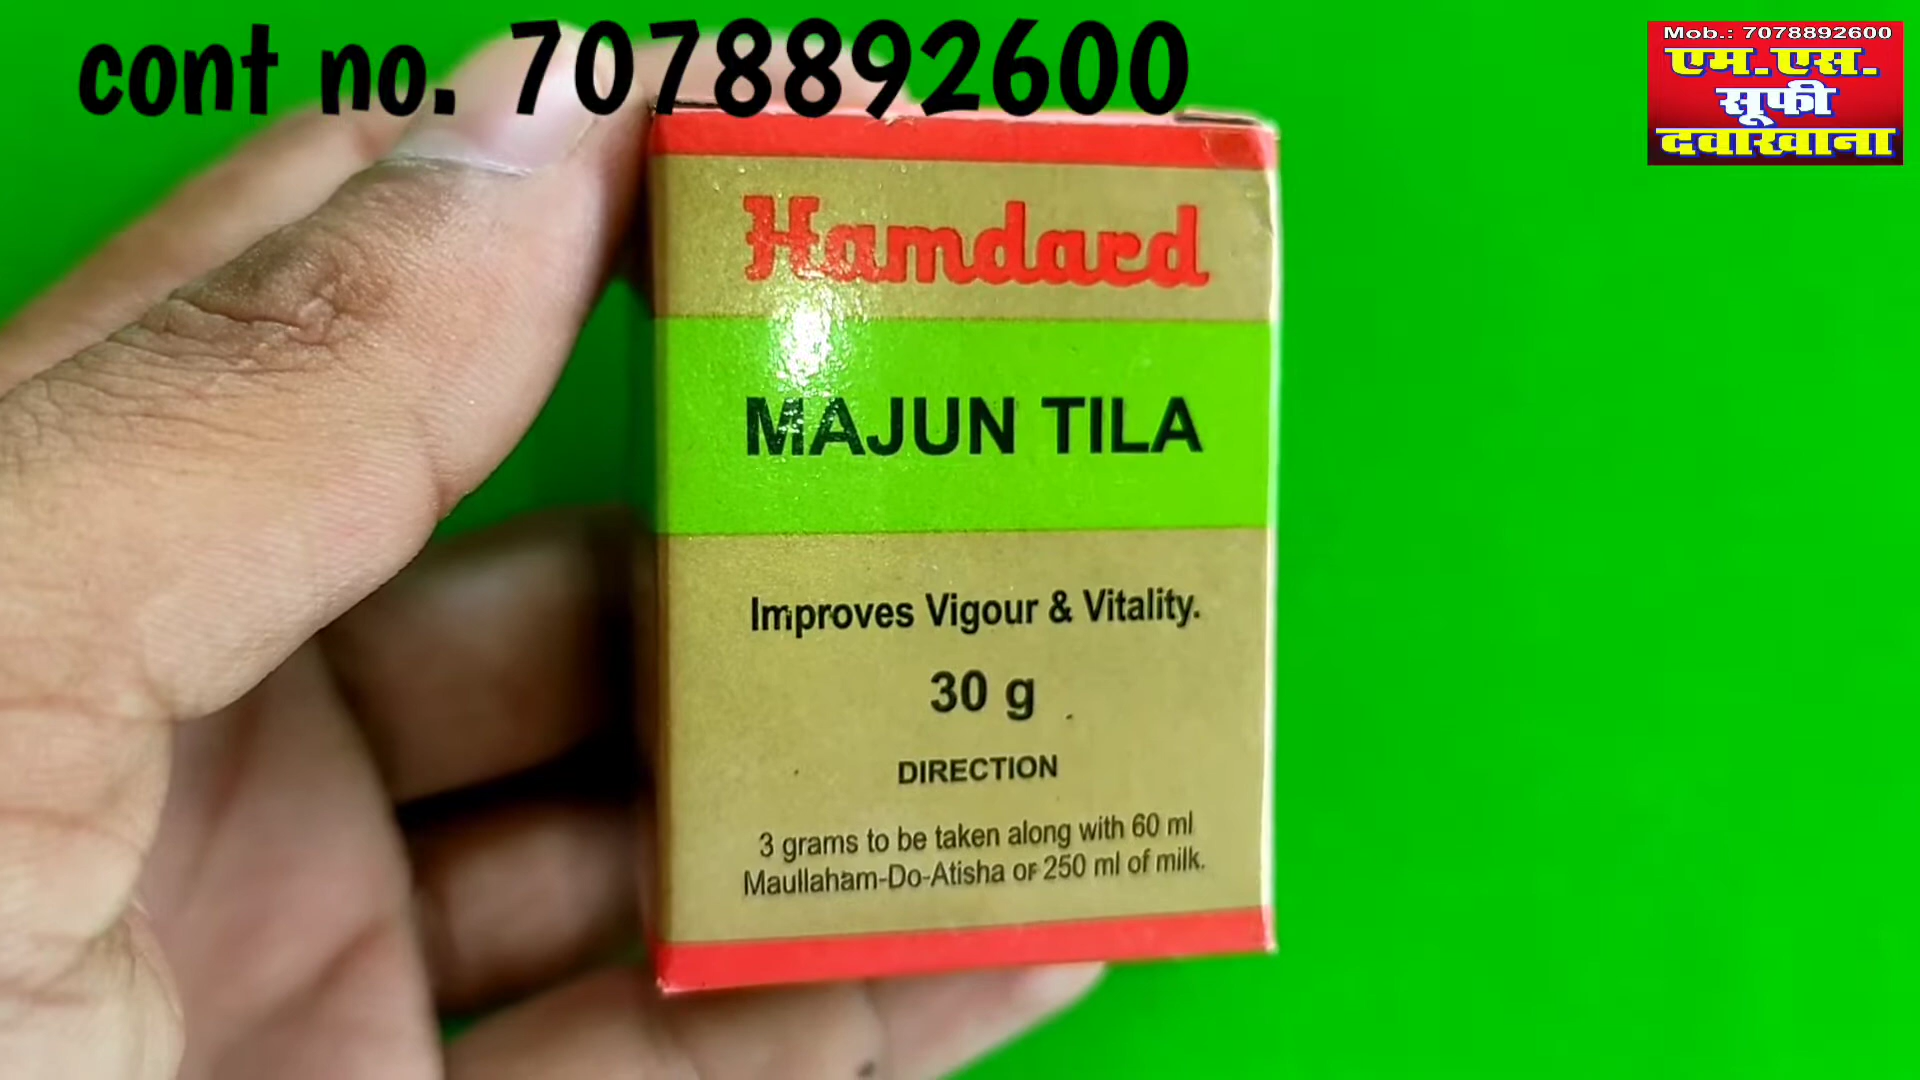 cont no. 7078892600
Mob.: 7078892600
एम.एस.
सूफी
दवाखाना
Hamdard
MAJUN TILA
Improves Vigour & Vitality.
30 g
DIRECTION
3 grams to be taken along with 60 ml
Maullaham-Do-Atisha or 250 ml of milk.